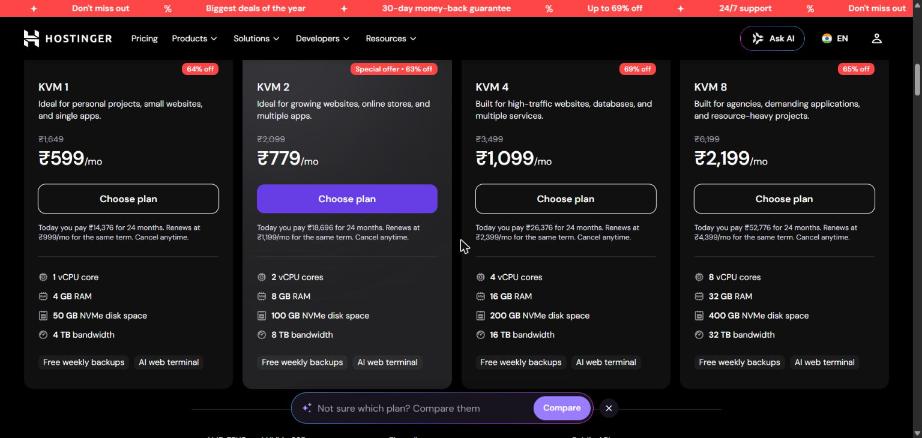 Don't miss out % Biggest deals of the year 30-day money-back guarantee % Up to 69% off 24/7 support % Don't miss out
HOSTINGER Pricing Products Solutions Developers Resources Ask AI EN
64% off
KVM 1
Ideal for personal projects, small websites,
and single apps.
₹1,649
₹599/mo
Choose plan
Today you pay ₹14,376 for 24 months. Renews at
₹999/mo for the same term. Cancel anytime.
1 vCPU core
4 GB RAM
50 GB NVMe disk space
4 TB bandwidth
Free weekly backups AI web terminal
Special offer • 63% off
KVM 2
Ideal for growing websites, online stores, and
multiple apps.
₹2,099
₹779/mo
Choose plan
Today you pay ₹18,696 for 24 months. Renews at
₹1,199/mo for the same term. Cancel anytime.
2 vCPU cores
8 GB RAM
100 GB NVMe disk space
8 TB bandwidth
Free weekly backups AI web terminal
69% off
KVM 4
Built for high-traffic websites, databases, and
multiple services.
₹3,499
₹1,099/mo
Choose plan
Today you pay ₹26,376 for 24 months. Renews at
₹2,399/mo for the same term. Cancel anytime.
4 vCPU cores
16 GB RAM
200 GB NVMe disk space
16 TB bandwidth
Free weekly backups AI web terminal
65% off
KVM 8
Built for agencies, demanding applications,
and resource-heavy projects.
₹6,199
₹2,199/mo
Choose plan
Today you pay ₹52,776 for 24 months. Renews at
₹4,399/mo for the same term. Cancel anytime.
8 vCPU cores
32 GB RAM
400 GB NVMe disk space
32 TB bandwidth
Free weekly backups AI web terminal
Not sure which plan? Compare them Compare